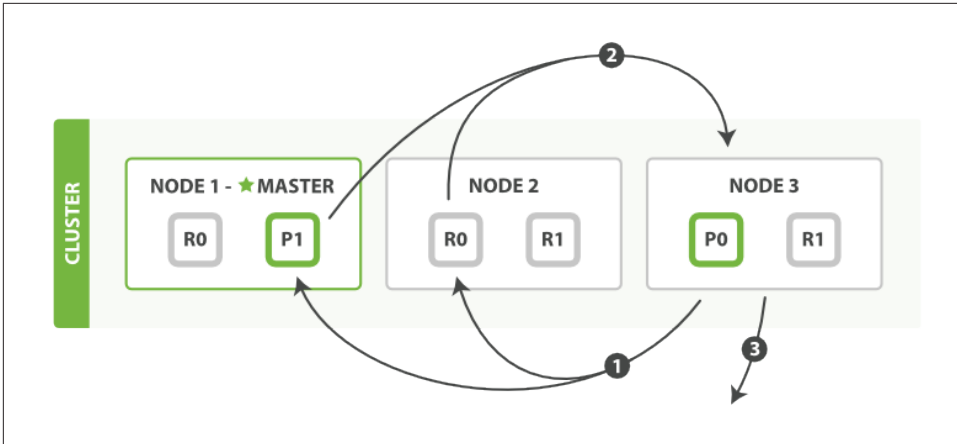 2
CLUSTER
NODE 1 - ★MASTER
R0
P1
NODE 2
R0
R1
NODE 3
P0
R1
1
3